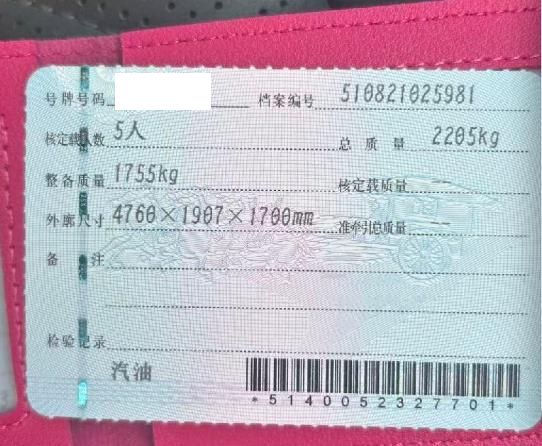 号牌号码 档案编号 510821025981
核定载人数 5人 总质量 2205kg
整备质量 1755kg 核定载质量
外廓尺寸 4760×1907×1700mm 准牵引总质量
备注
检验记录
汽油
*5140052327701*